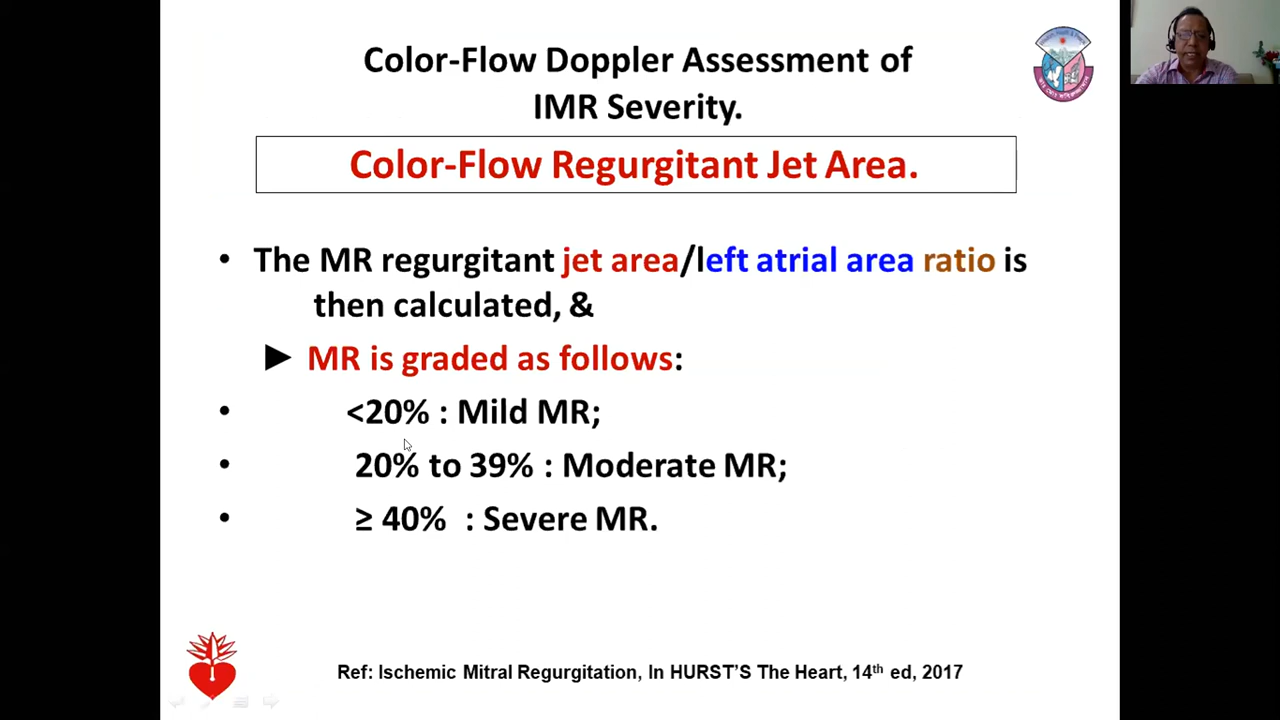 Color-Flow Doppler Assessment of
IMR Severity.
Color-Flow Regurgitant Jet Area.
• The MR regurgitant jet area/left atrial area ratio is
then calculated, &
► MR is graded as follows:
• <20% : Mild MR;
• 20% to 39% : Moderate MR;
• ≥ 40% : Severe MR.
Ref: Ischemic Mitral Regurgitation, In HURST'S The Heart, 14th ed, 2017